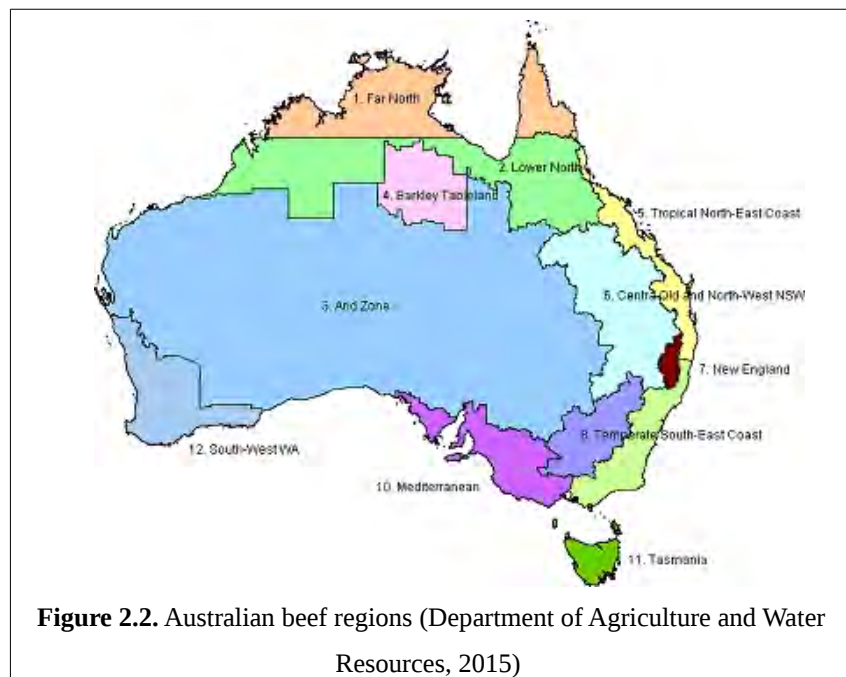 1. Far North
2. Lower North
4. Barkley Tableland
5. Tropical North-East Coast
3. Arid Zone
6. Central Qld and North-West NSW
7. New England
8. Temperate South-East Coast
12. South-West WA
10. Mediterranean
11. Tasmania
Figure 2.2. Australian beef regions (Department of Agriculture and Water
Resources, 2015)